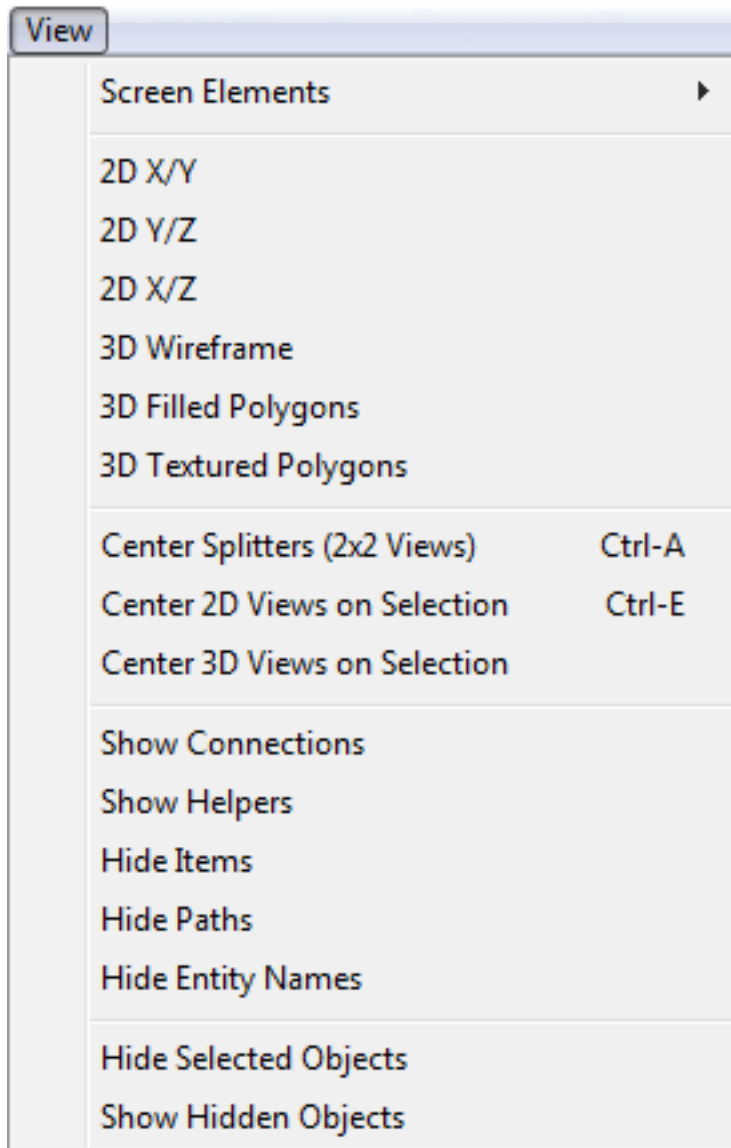 View
Screen Elements
2D X/Y
2D Y/Z
2D X/Z
3D Wireframe
3D Filled Polygons
3D Textured Polygons
Center Splitters (2x2 Views) Ctrl-A
Center 2D Views on Selection Ctrl-E
Center 3D Views on Selection
Show Connections
Show Helpers
Hide Items
Hide Paths
Hide Entity Names
Hide Selected Objects
Show Hidden Objects